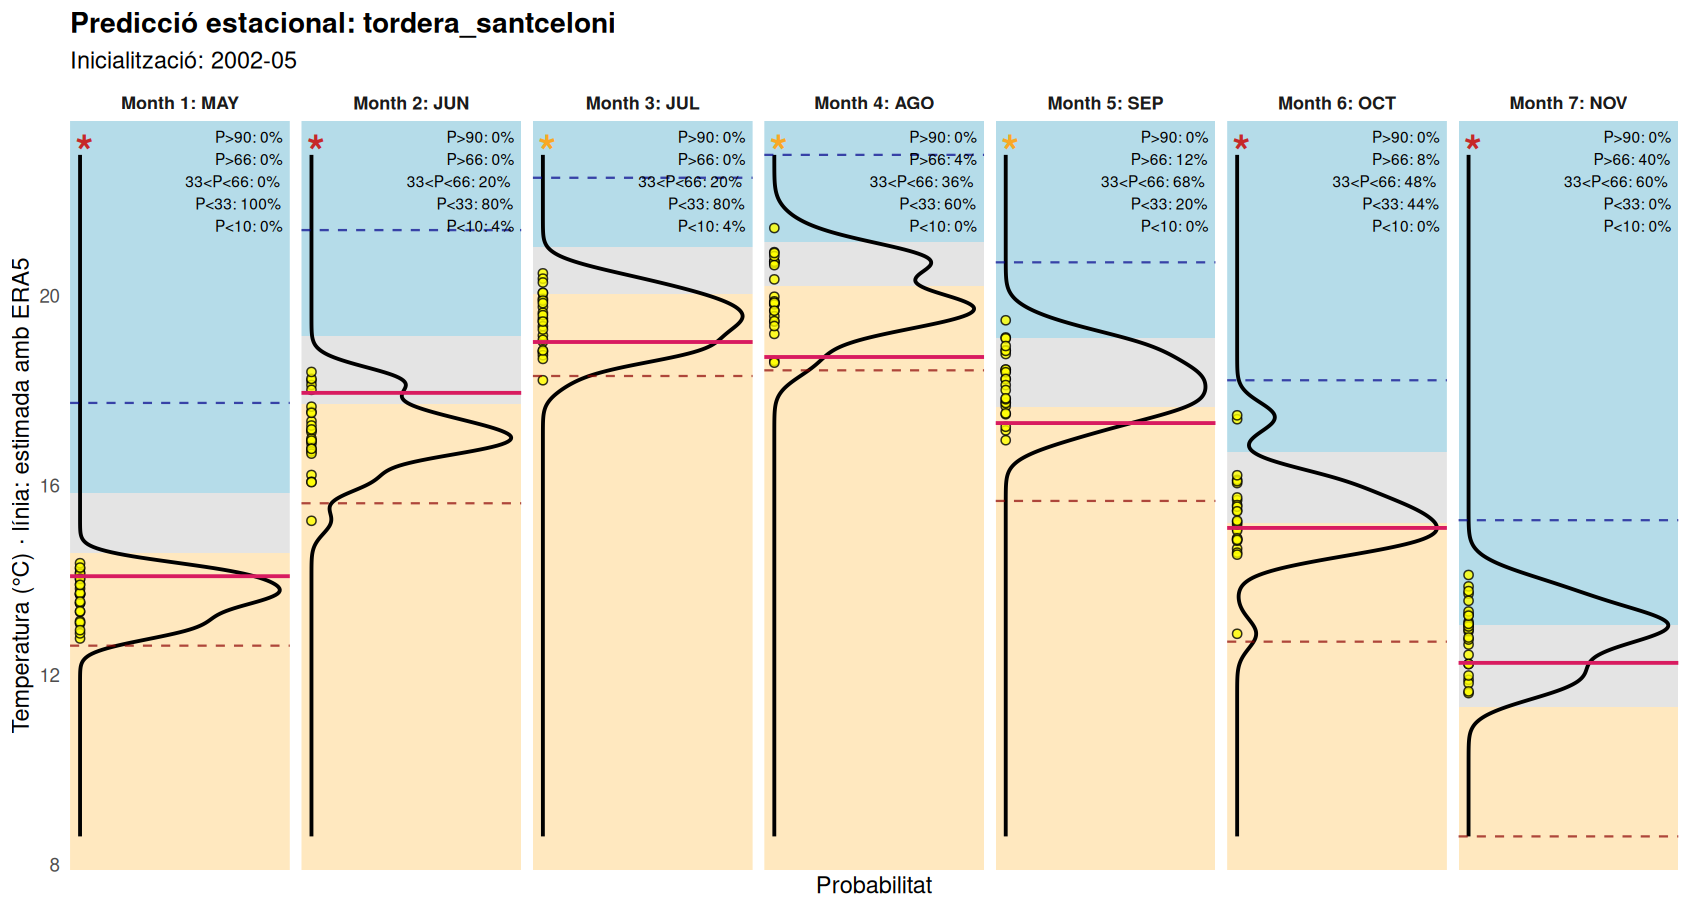 Predicció estacional: tordera_santceloni
Inicialització: 2002-05
Month 1: MAY
Month 2: JUN
Month 3: JUL
Month 4: AGO
Month 5: SEP
Month 6: OCT
Month 7: NOV
*
P>90: 0%
P>66: 0%
33<P<66: 0%
P<33: 100%
P<10: 0%
*
P>90: 0%
P>66: 0%
33<P<66: 20%
P<33: 80%
P<10: 4%
*
P>90: 0%
P>66: 0%
33<P<66: 20%
P<33: 80%
P<10: 4%
*
P>90: 0%
P>66: 4%
33<P<66: 36%
P<33: 60%
P<10: 0%
*
P>90: 0%
P>66: 12%
33<P<66: 68%
P<33: 20%
P<10: 0%
*
P>90: 0%
P>66: 8%
33<P<66: 48%
P<33: 44%
P<10: 0%
*
P>90: 0%
P>66: 40%
33<P<66: 60%
P<33: 0%
P<10: 0%
Temperatura (°C) · línia: estimada amb ERA5
20
16
12
8
Probabilitat